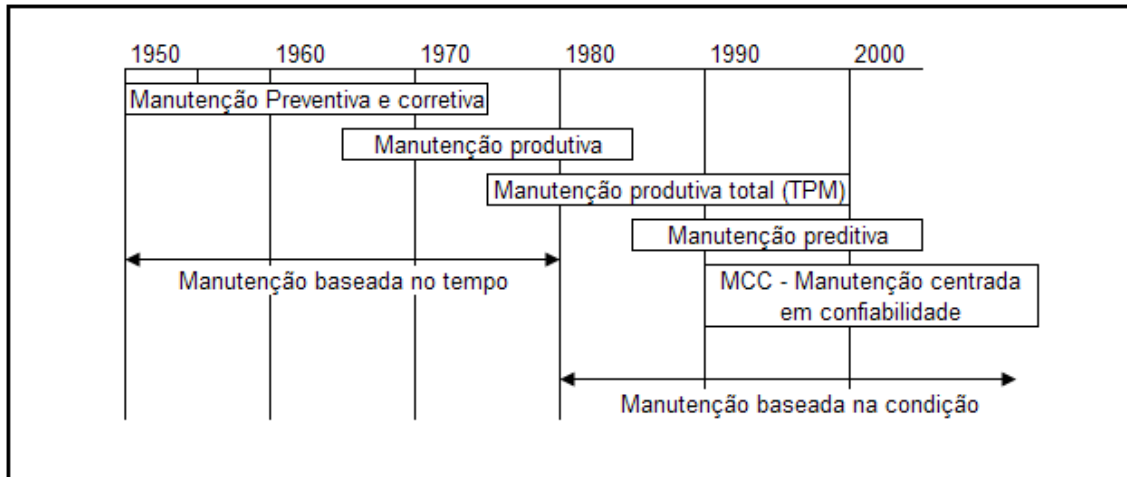 1950 1960 1970 1980 1990 2000
Manutenção Preventiva e corretiva
Manutenção produtiva
Manutenção produtiva total (TPM)
Manutenção preditiva
Manutenção baseada no tempo
MCC - Manutenção centrada
em confiabilidade
Manutenção baseada na condição